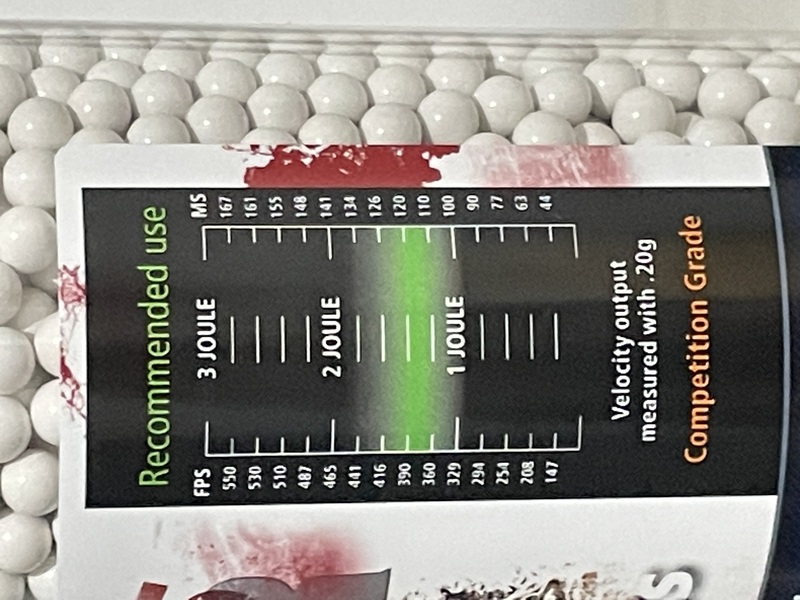 Recommended use
FPS MS
3 JOULE
550 167
530 161
510 155
487 148
465 2 JOULE 141
441 134
416 126
390 120
360 110
329 1 JOULE 100
294 90
254 77
208 63
147 44
Velocity output
measured with .20g
Competition Grade
S